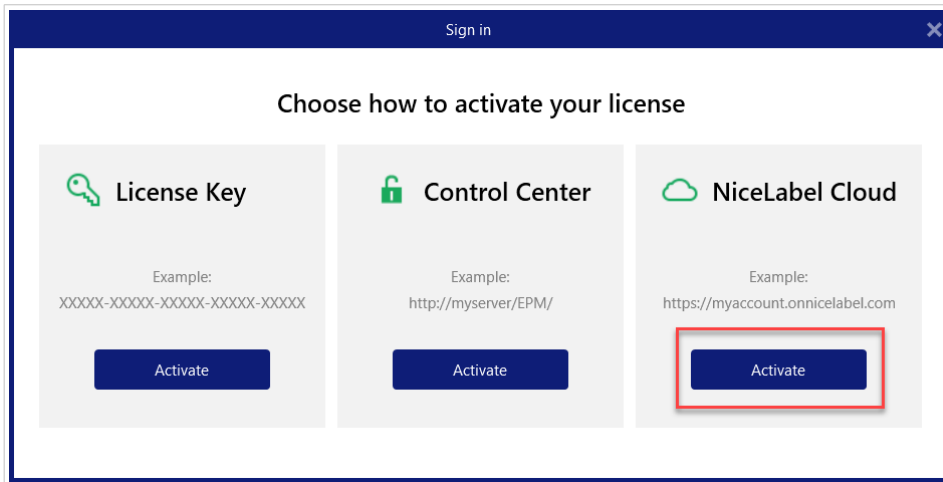 Sign in
Choose how to activate your license
License Key
Example:
XXXXX-XXXXX-XXXXX-XXXXX-XXXXX
Activate
Control Center
Example:
http://myserver/EPM/
Activate
NiceLabel Cloud
Example:
https://myaccount.onnicelabel.com
Activate